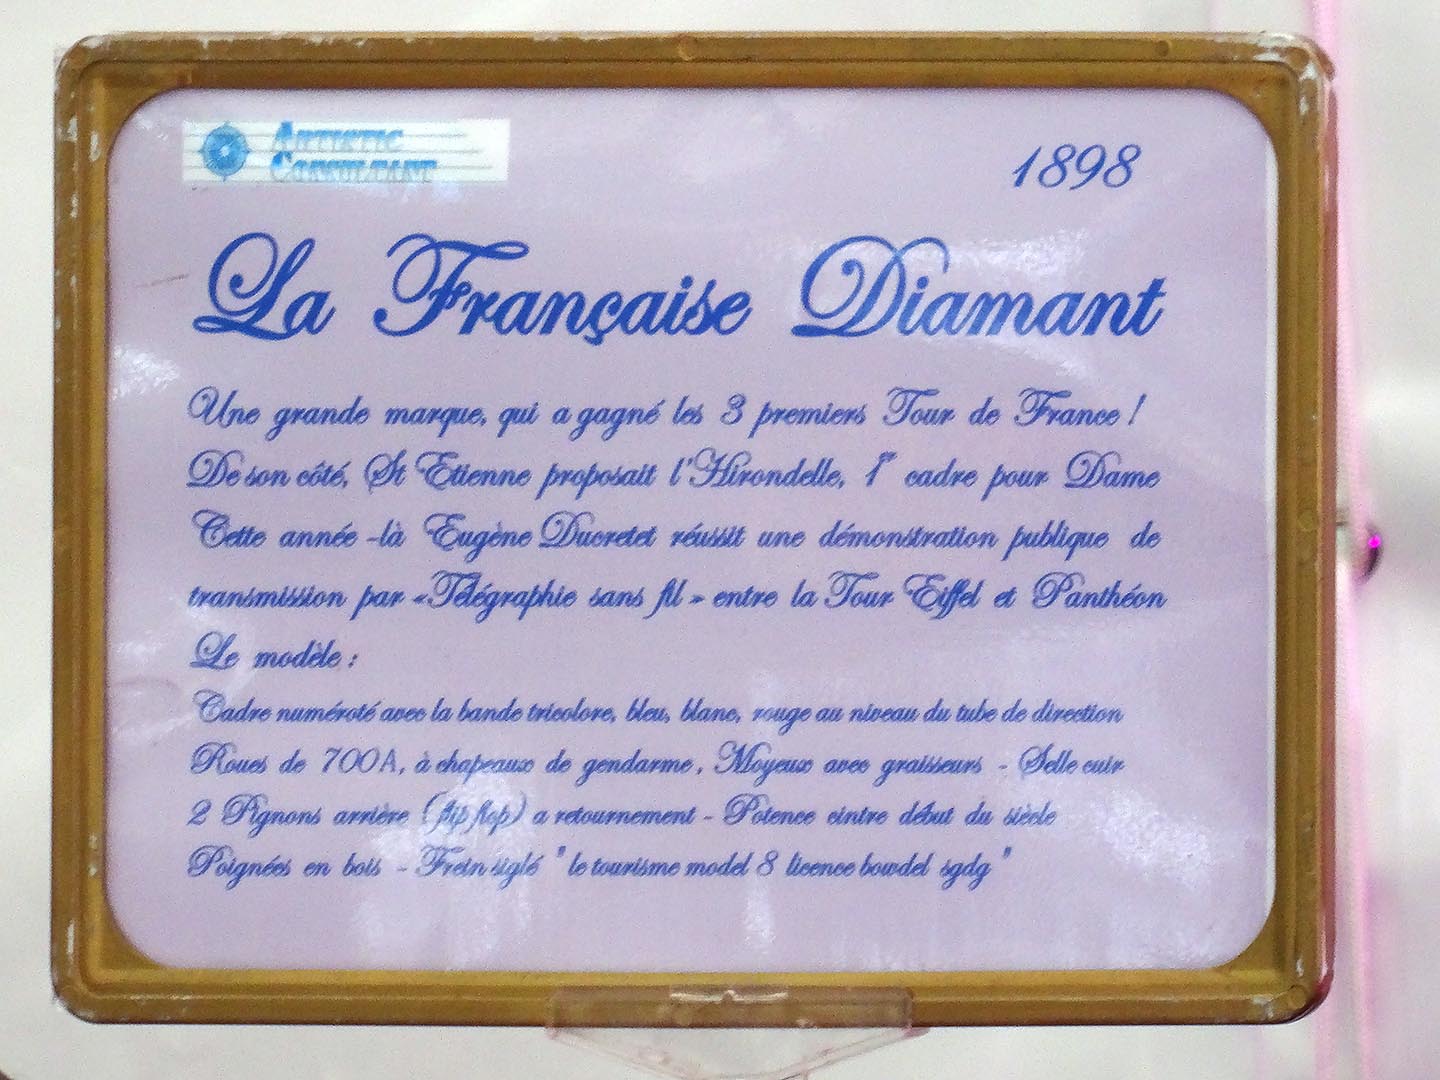 Artistic
Consultant
1898
La Française Diamant
Une grande marque, qui a gagné les 3 premiers Tour de France !
De son côté, St Etienne proposait l'Hirondelle, 1er cadre pour Dame
Cette année -là Eugène Ducretet réussit une démonstration publique de
transmission par «Télégraphie sans fil » entre la Tour Eiffel et Panthéon
Le modèle :
Cadre numéroté avec la bande tricolore, bleu, blanc, rouge au niveau du tube de direction
Roues de 700A, à chapeaux de gendarme, Moyeux avec graisseurs - Selle cuir
2 Pignons arrière (flip flop) a retournement - Potence cintre début du siècle
Poignées en bois - Frein siglé " le tourisme model 8 licence bowdel sgdg "